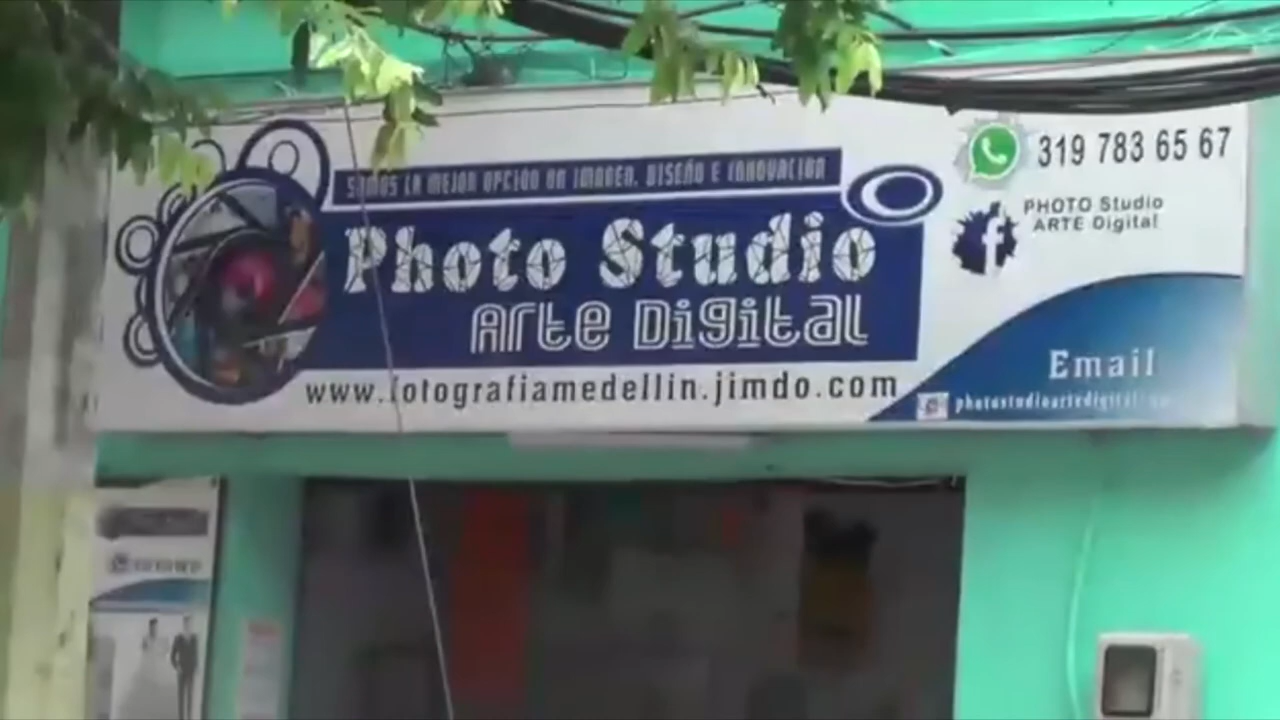 SOMOS LA MEJOR OPCIÓN EN IMAGEN, DISEÑO E INNOVACIÓN
Photo Studio
Arte Digital
www.fotografiamedellin.jimdo.com
319 783 65 67
PHOTO Studio
ARTE Digital
Email